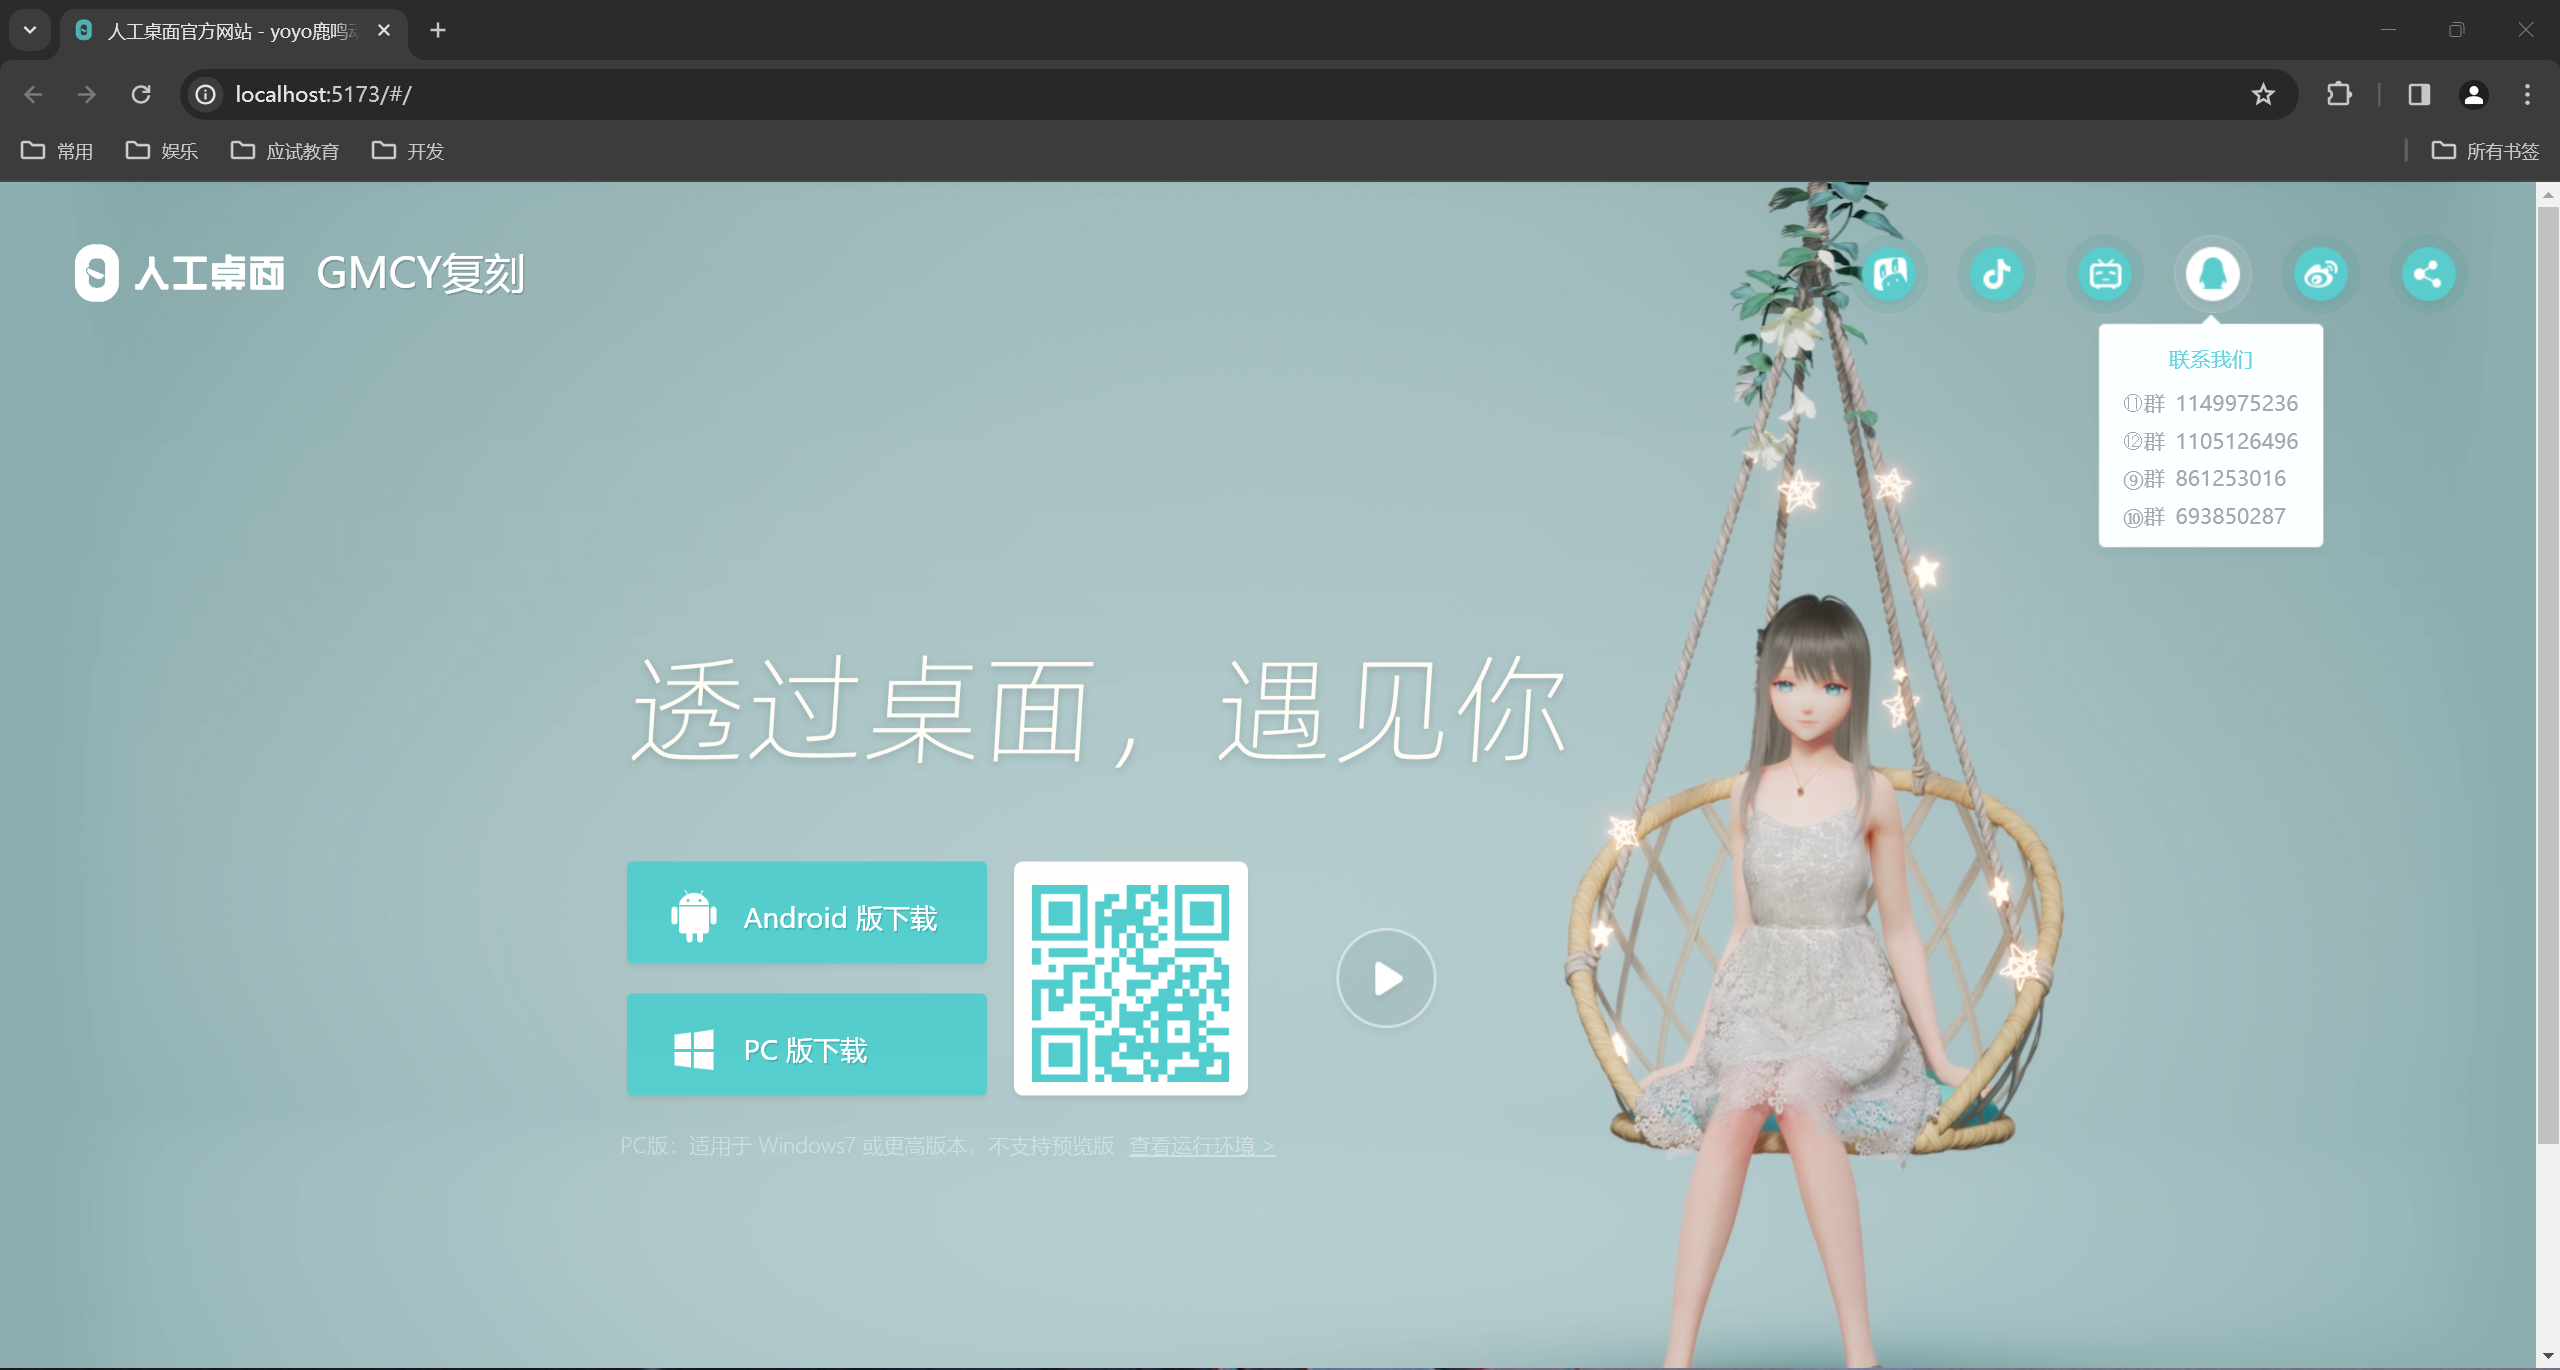 人工桌面官方网站 - yoyo鹿鸣
localhost:5173/#/
常用
娱乐
应试教育
开发
所有书签
人工桌面
GMCY复刻
联系我们
⑪群 1149975236
⑫群 1105126496
⑨群 861253016
⑩群 693850287
透过桌面，遇见你
Android 版下载
PC 版下载
PC版：适用于 Windows7 或更高版本，不支持预览版 查看运行环境 >